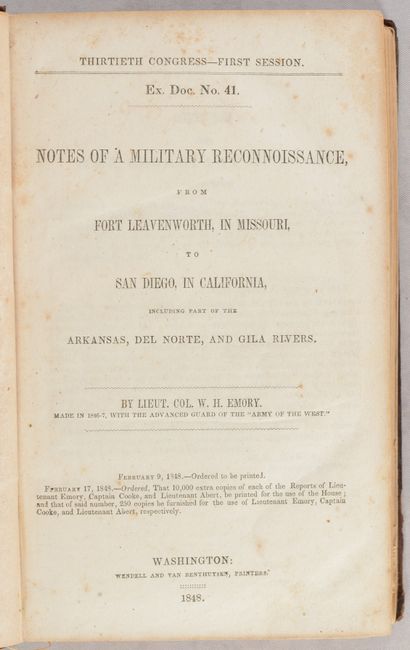 THIRTIETH CONGRESS—FIRST SESSION.
Ex. Doc. No. 41.
NOTES OF A MILITARY RECONNOISSANCE,
FROM
FORT LEAVENWORTH, IN MISSOURI,
TO
SAN DIEGO, IN CALIFORNIA,
INCLUDING PART OF THE
ARKANSAS, DEL NORTE, AND GILA RIVERS.
BY LIEUT. COL. W. H. EMORY.
MADE IN 1846-7, WITH THE ADVANCED GUARD OF THE "ARMY OF THE WEST."
FEBRUARY 9, 1848.—Ordered to be printed.
FEBRUARY 17, 1848.—Ordered, That 10,000 extra copies of each of the Reports of Lieu-
tenant Emory, Captain Cooke, and Lieutenant Abert, be printed for the use of the House;
and that of said number, 250 copies be furnished for the use of Lieutenant Emory, Captain
Cooke, and Lieutenant Abert, respectively.
WASHINGTON:
WENDELL AND VAN BENTHUYSEN, PRINTERS.
1848.